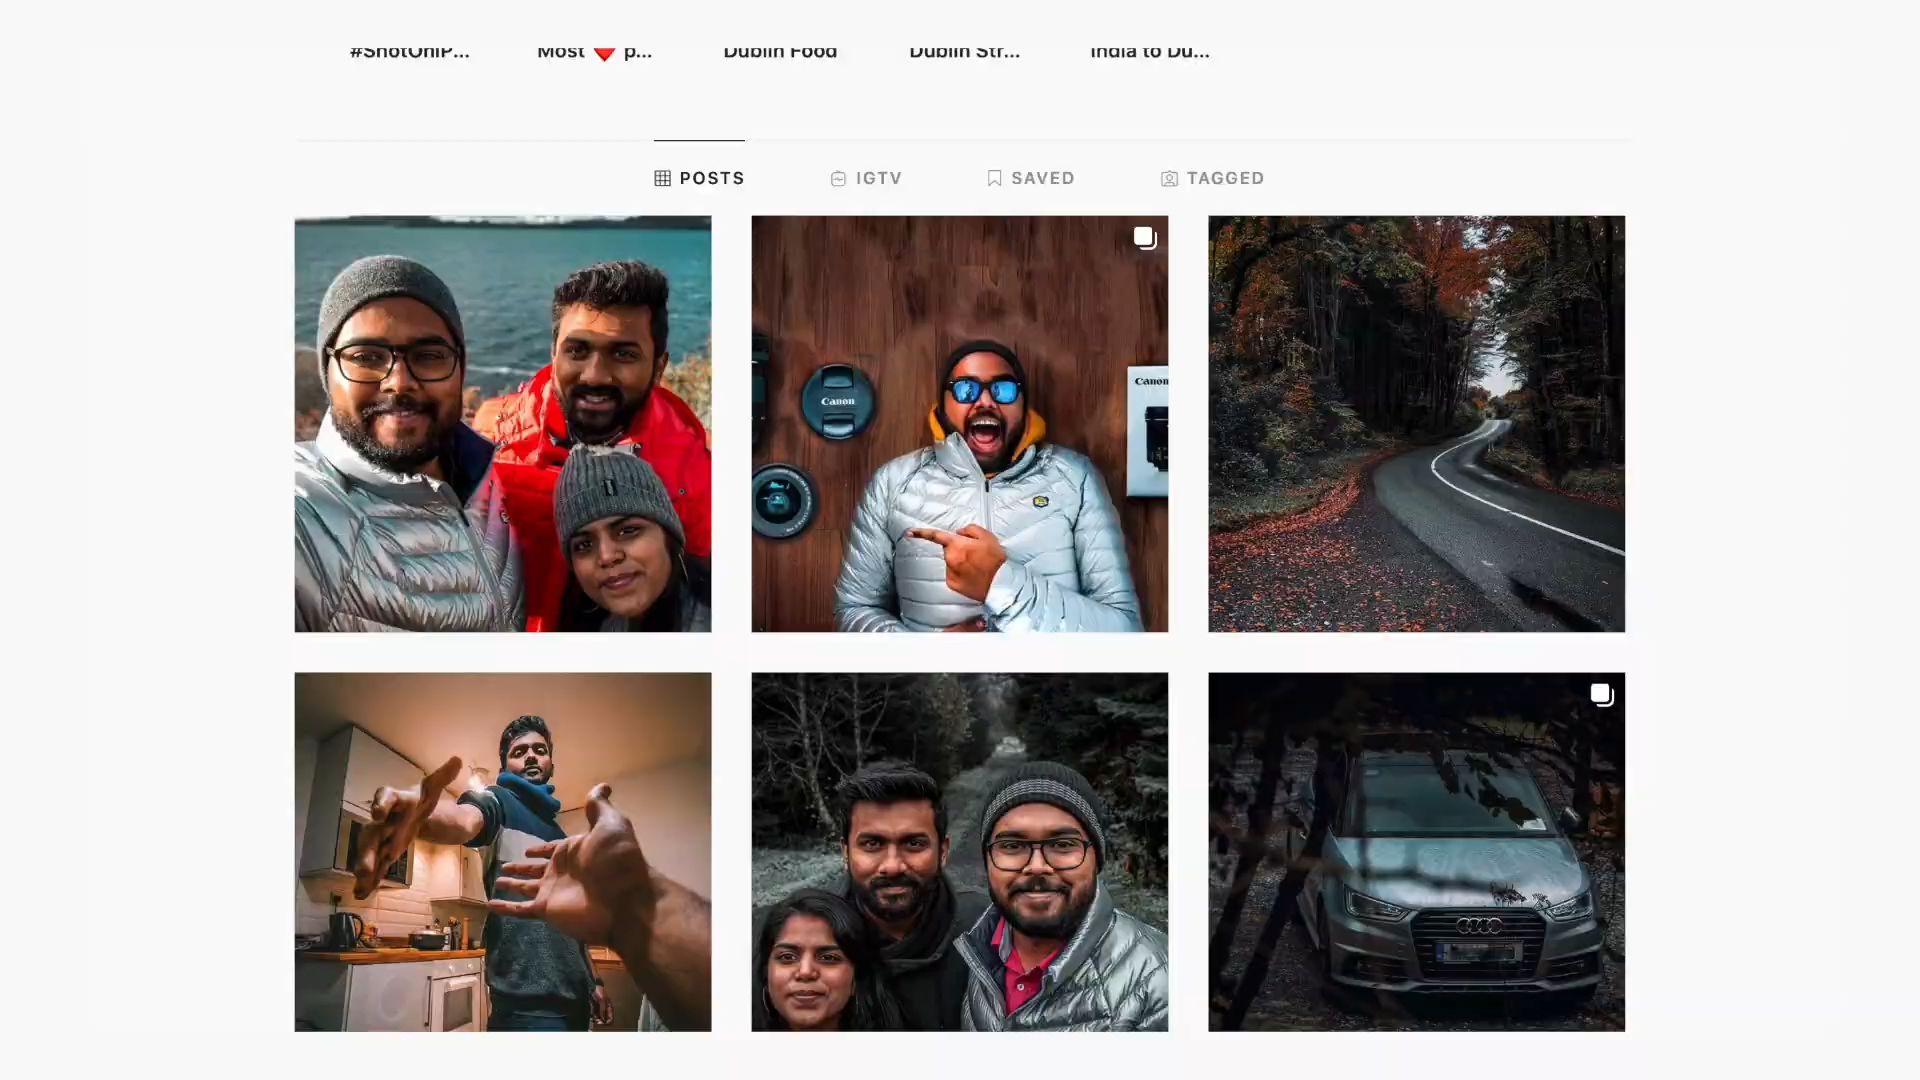 #ShotOniP... Most ❤️ p... Dublin Food Dublin Str... India to Du...
POSTS IGTV SAVED TAGGED
Canon
Canon